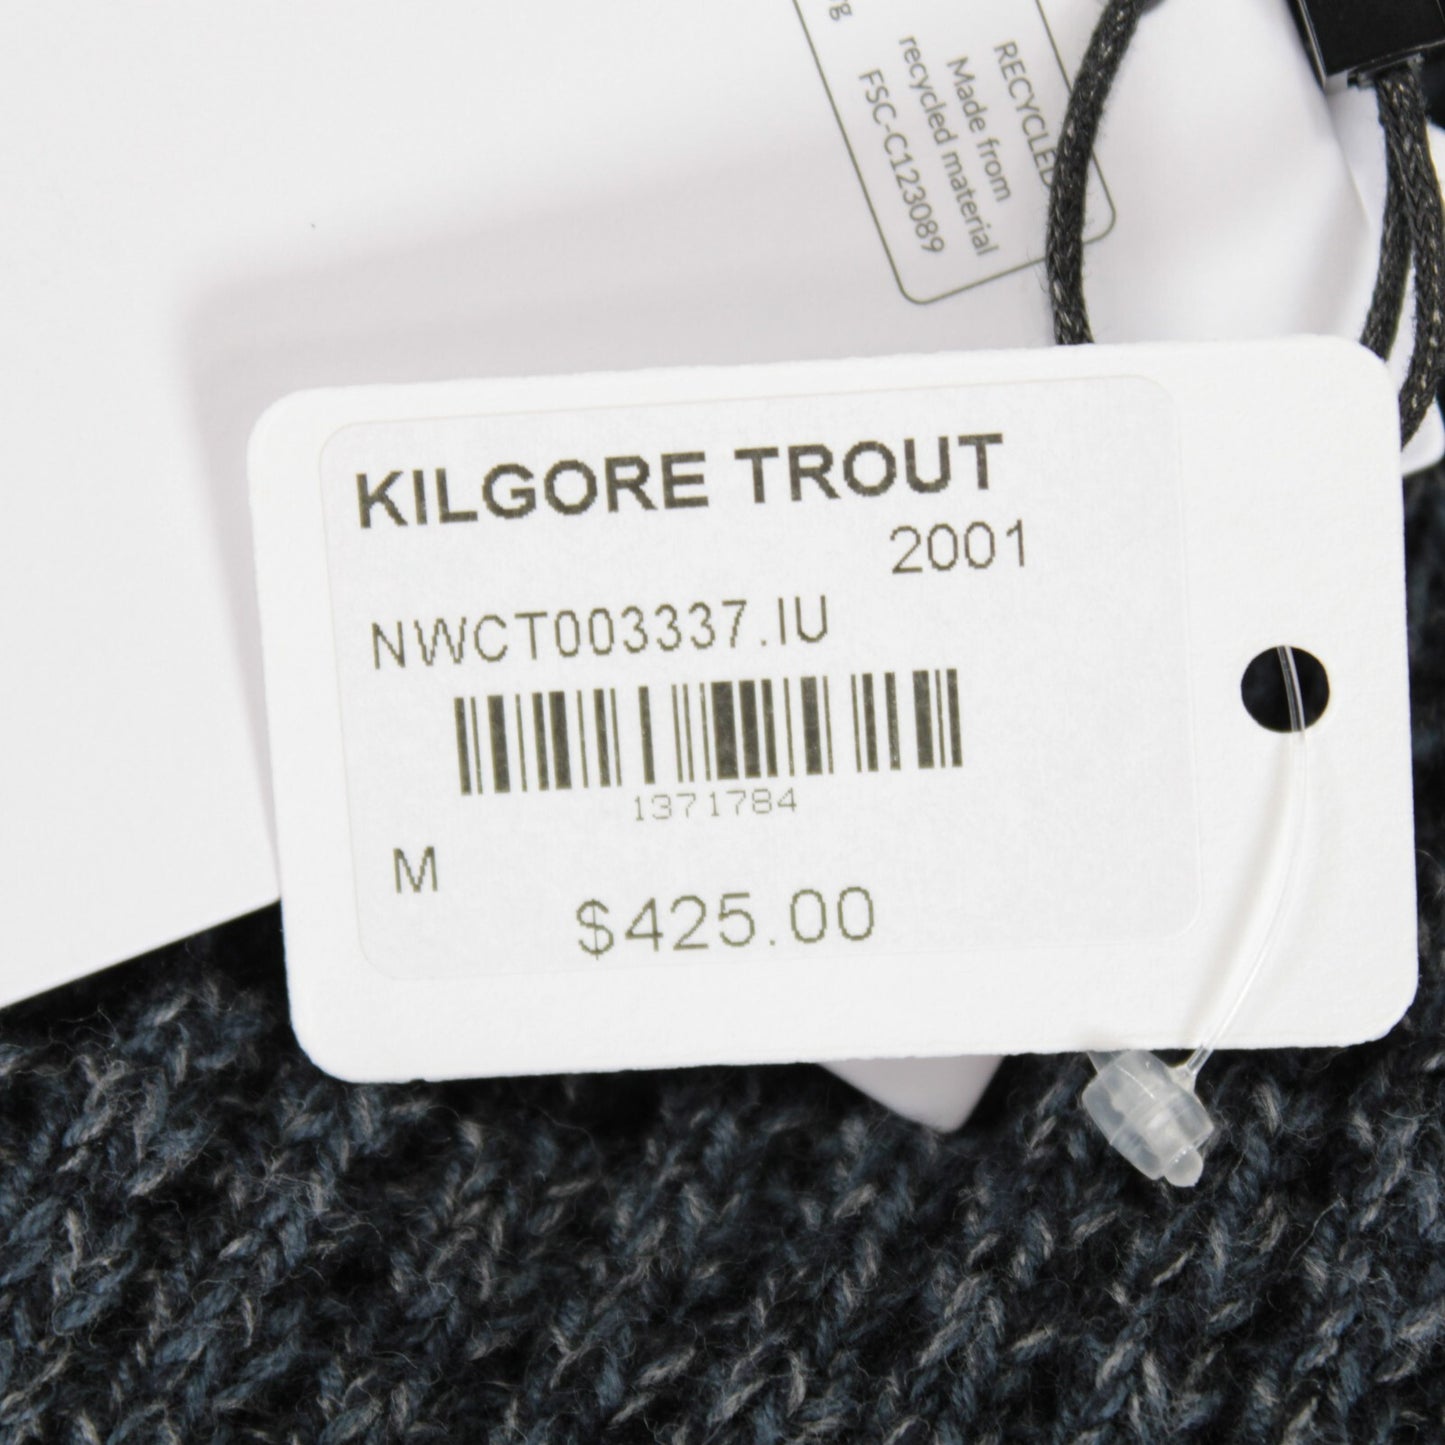 RECYCLED
Made from
recycled material
FSC-C123089
KILGORE TROUT
2001
NWCT003337.IU
1371784
M
$425.00